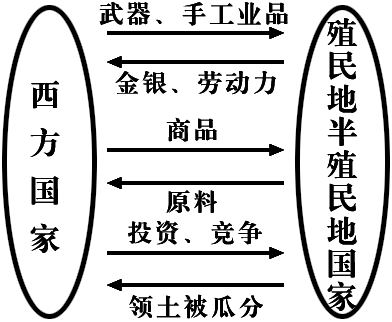 西方国家
武器、手工业品
金银、劳动力
商品
原料
投资、竞争
领土被瓜分
殖民地半殖民地国家